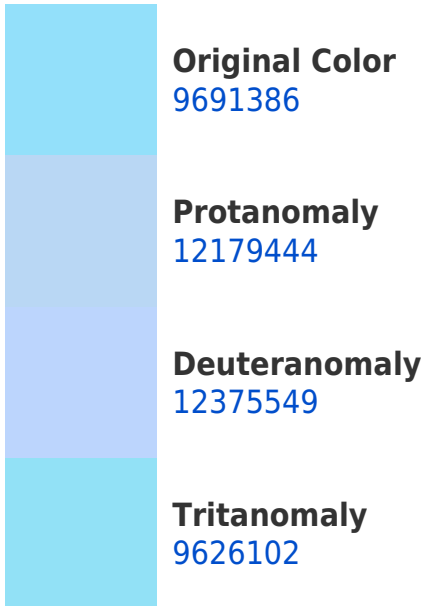 Original Color
9691386
Protanomaly
12179444
Deuteranomaly
12375549
Tritanomaly
9626102